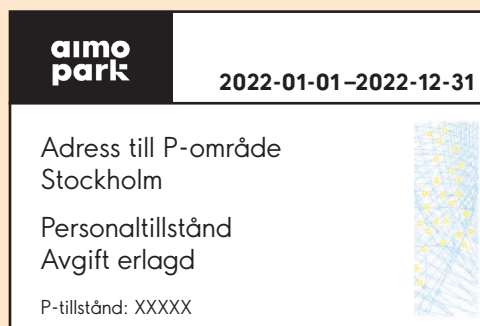 aimo
park
2022-01-01–2022-12-31
Adress till P-område
Stockholm
Personaltillstånd
Avgift erlagd
P-tillstånd: XXXXX